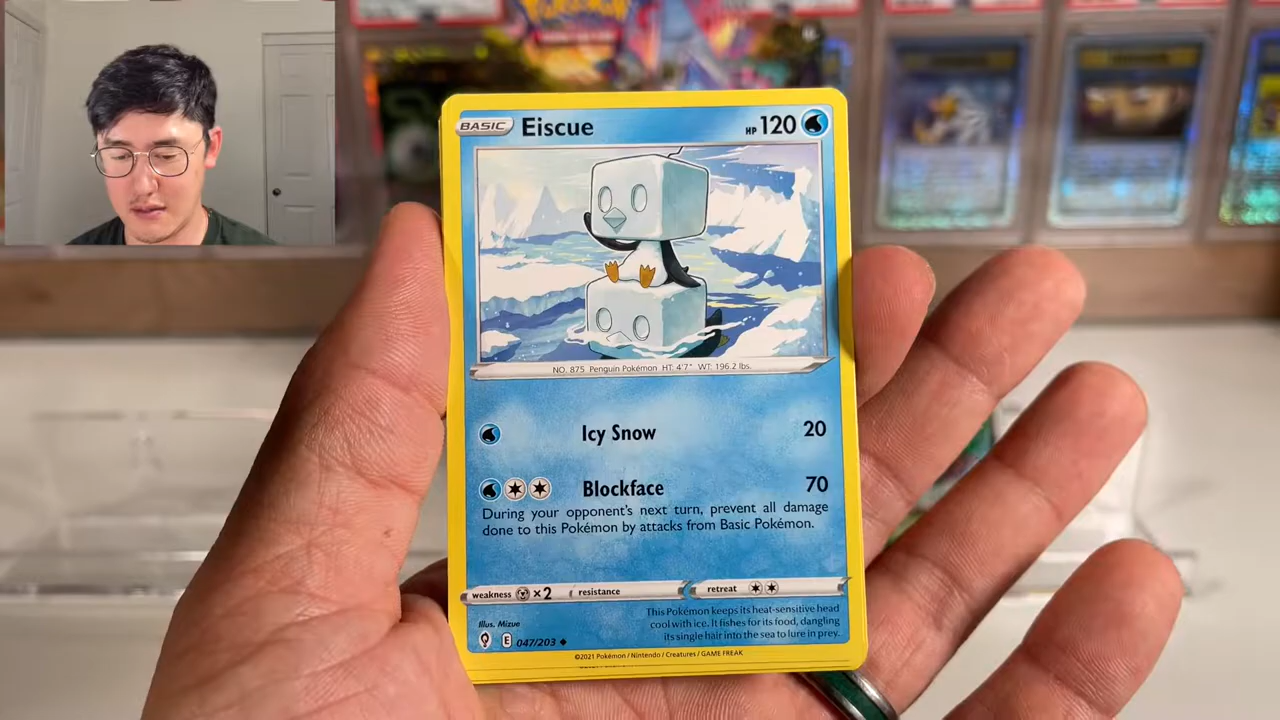 Pokémon
BASIC Eiscue HP 120
NO. 875 Penguin Pokémon HT: 4'7" WT: 196.2 lbs.
Icy Snow 20
Blockface 70
During your opponent's next turn, prevent all damage
done to this Pokémon by attacks from Basic Pokémon.
weakness ×2 resistance retreat
This Pokémon keeps its heat-sensitive head
cool with ice. It fishes for its food, dangling
its single hair into the sea to lure in prey.
Illus. Mizue
E 047/203
©2021 Pokémon / Nintendo / Creatures / GAME FREAK